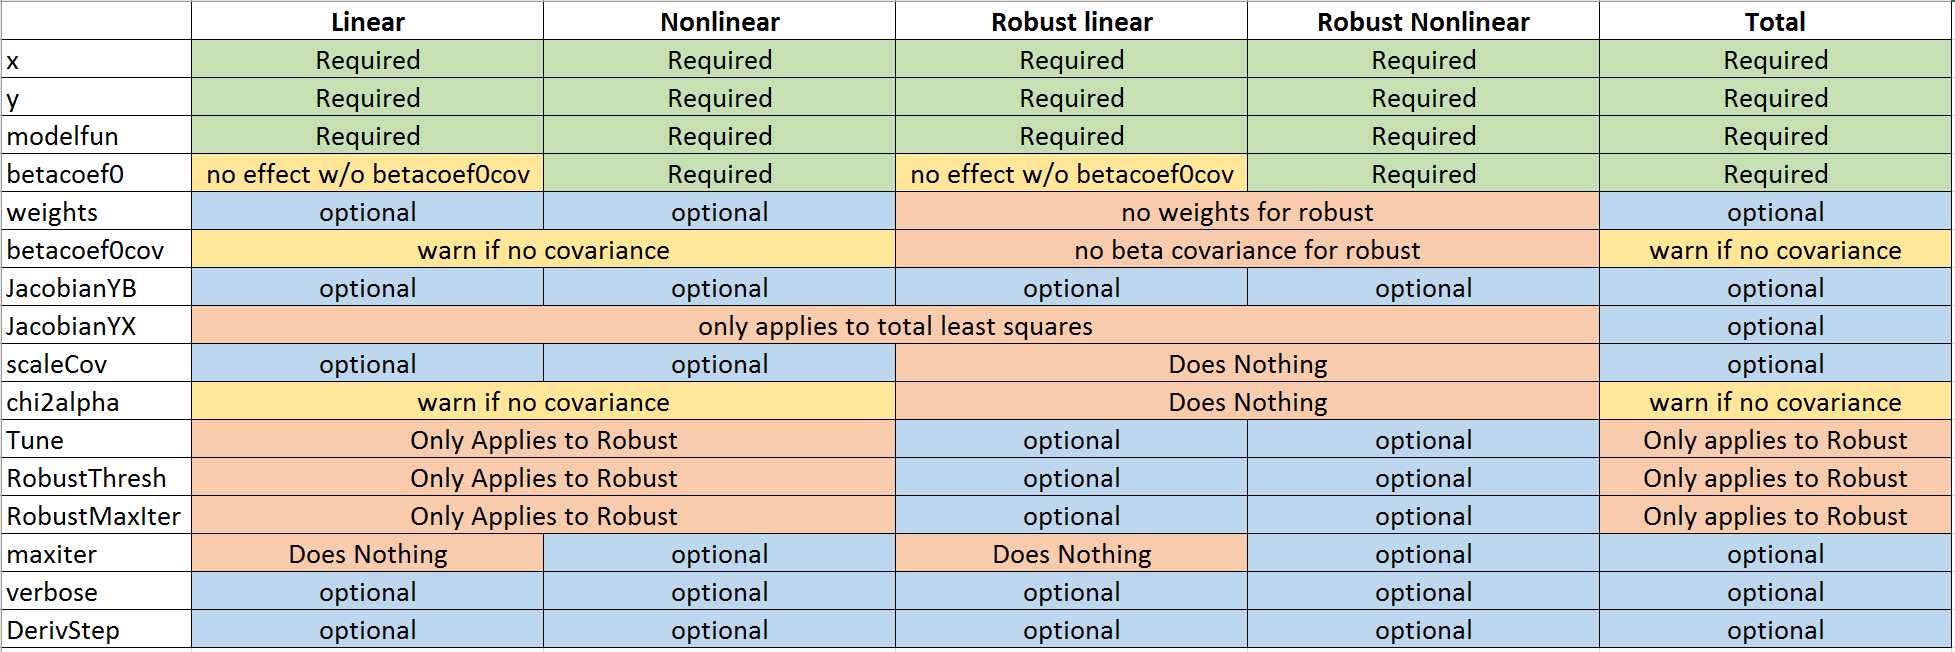 Linear Nonlinear Robust linear Robust Nonlinear Total
x Required Required Required Required Required
y Required Required Required Required Required
modelfun Required Required Required Required Required
betacoef0 no effect w/o betacoef0cov Required no effect w/o betacoef0cov Required Required
weights optional optional no weights for robust optional
betacoef0cov warn if no covariance no beta covariance for robust warn if no covariance
JacobianYB optional optional optional optional optional
JacobianYX only applies to total least squares optional
scaleCov optional optional Does Nothing optional
chi2alpha warn if no covariance Does Nothing warn if no covariance
Tune Only Applies to Robust optional optional Only applies to Robust
RobustThresh Only Applies to Robust optional optional Only applies to Robust
RobustMaxIter Only Applies to Robust optional optional Only applies to Robust
maxiter Does Nothing optional Does Nothing optional optional
verbose optional optional optional optional optional
DerivStep optional optional optional optional optional